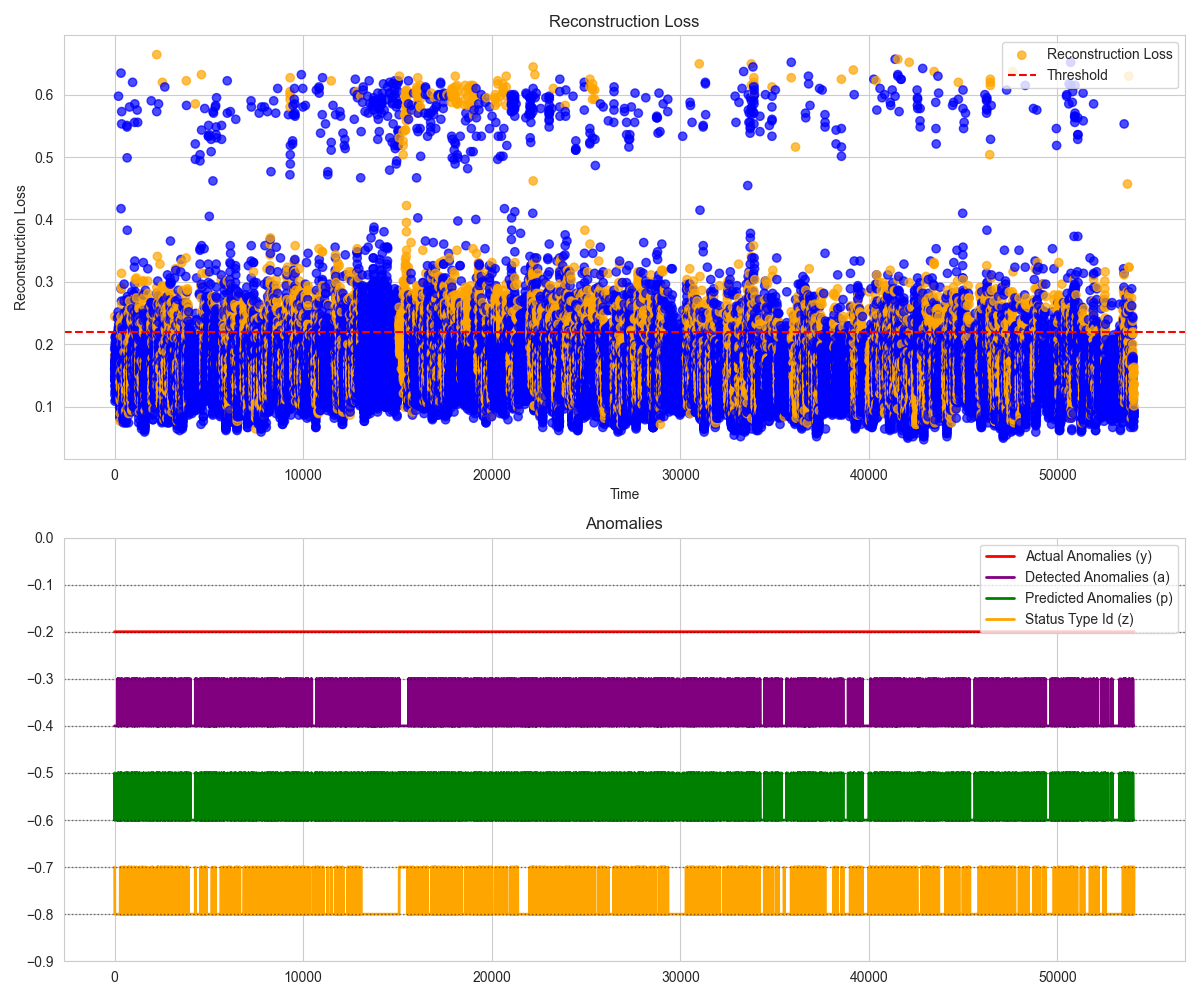 Reconstruction Loss
Reconstruction Loss
0.6
0.5
0.4
0.3
0.2
0.1
Reconstruction Loss
Threshold
0 10000 20000 30000 40000 50000
Time
Anomalies
0.0
−0.1
−0.2
−0.3
−0.4
−0.5
−0.6
−0.7
−0.8
−0.9
Actual Anomalies (y)
Detected Anomalies (a)
Predicted Anomalies (p)
Status Type Id (z)
0 10000 20000 30000 40000 50000